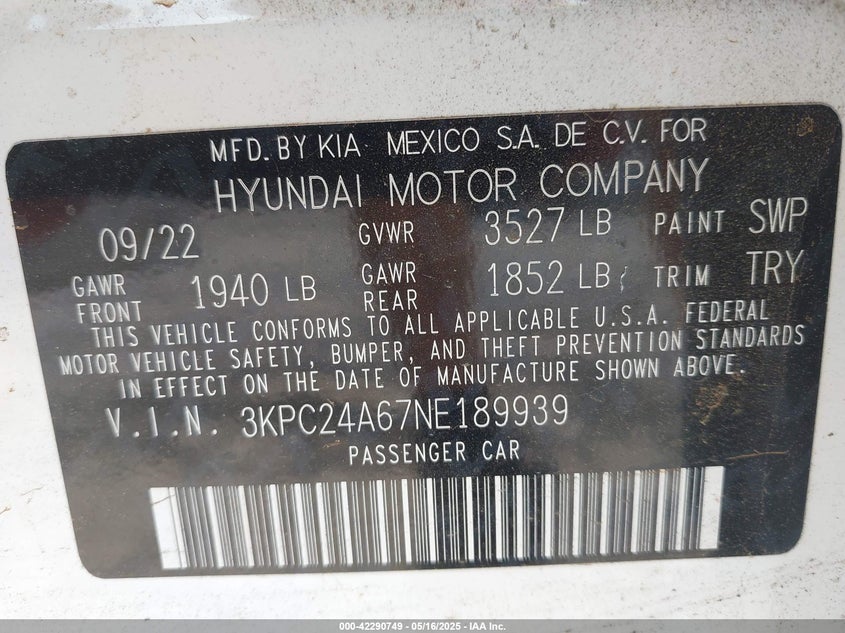 MFD. BY KIA MEXICO S.A. DE C.V. FOR
HYUNDAI MOTOR COMPANY
09/22 GVWR 3527 LB PAINT SWP
GAWR FRONT 1940 LB GAWR REAR 1852 LB TRIM TRY
THIS VEHICLE CONFORMS TO ALL APPLICABLE U.S.A. FEDERAL
MOTOR VEHICLE SAFETY, BUMPER, AND THEFT PREVENTION STANDARDS
IN EFFECT ON THE DATE OF MANUFACTURE SHOWN ABOVE.
V.I.N. 3KPC24A67NE189939
PASSENGER CAR
000-42290749 - 05/16/2025 - IAA Inc.